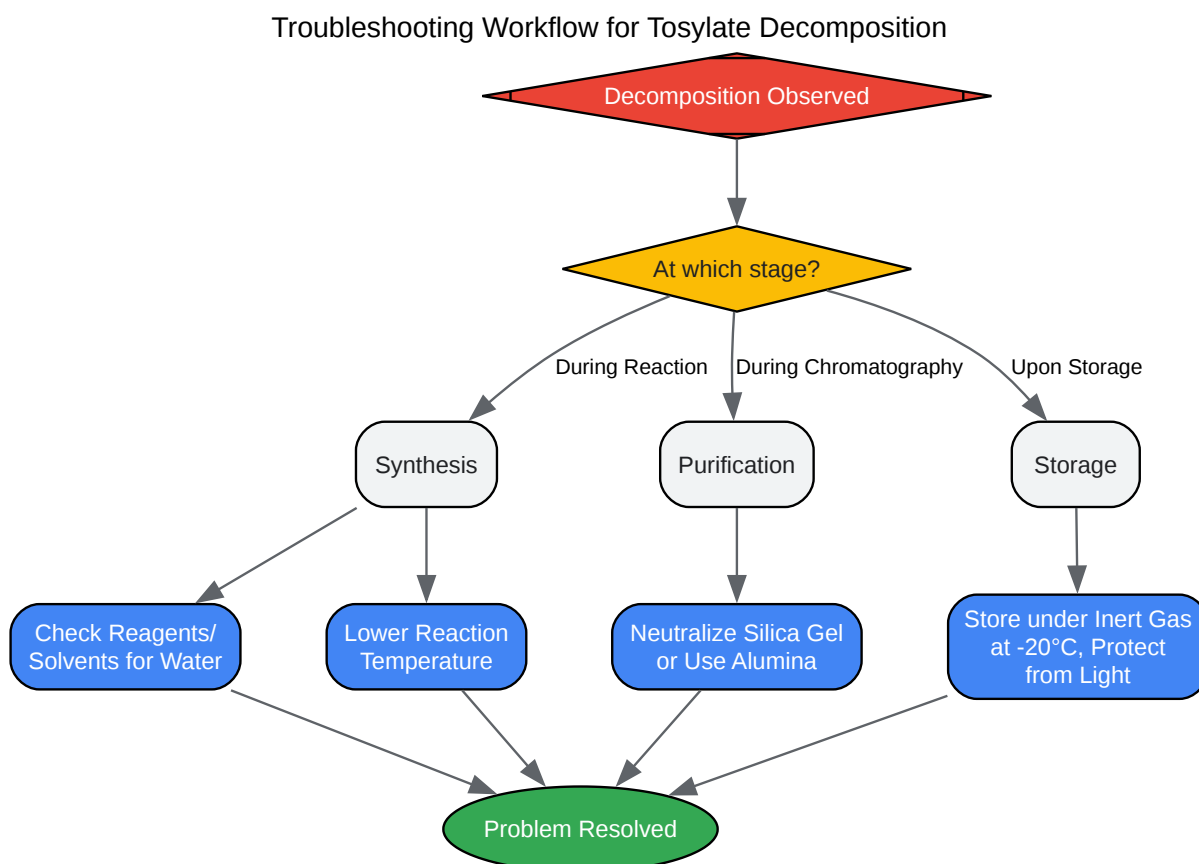 Troubleshooting Workflow for Tosylate Decomposition
Decomposition Observed
At which stage?
During Reaction
During Chromatography
Upon Storage
Synthesis
Purification
Storage
Check Reagents/
Solvents for Water
Lower Reaction
Temperature
Neutralize Silica Gel
or Use Alumina
Store under Inert Gas
at -20°C, Protect
from Light
Problem Resolved